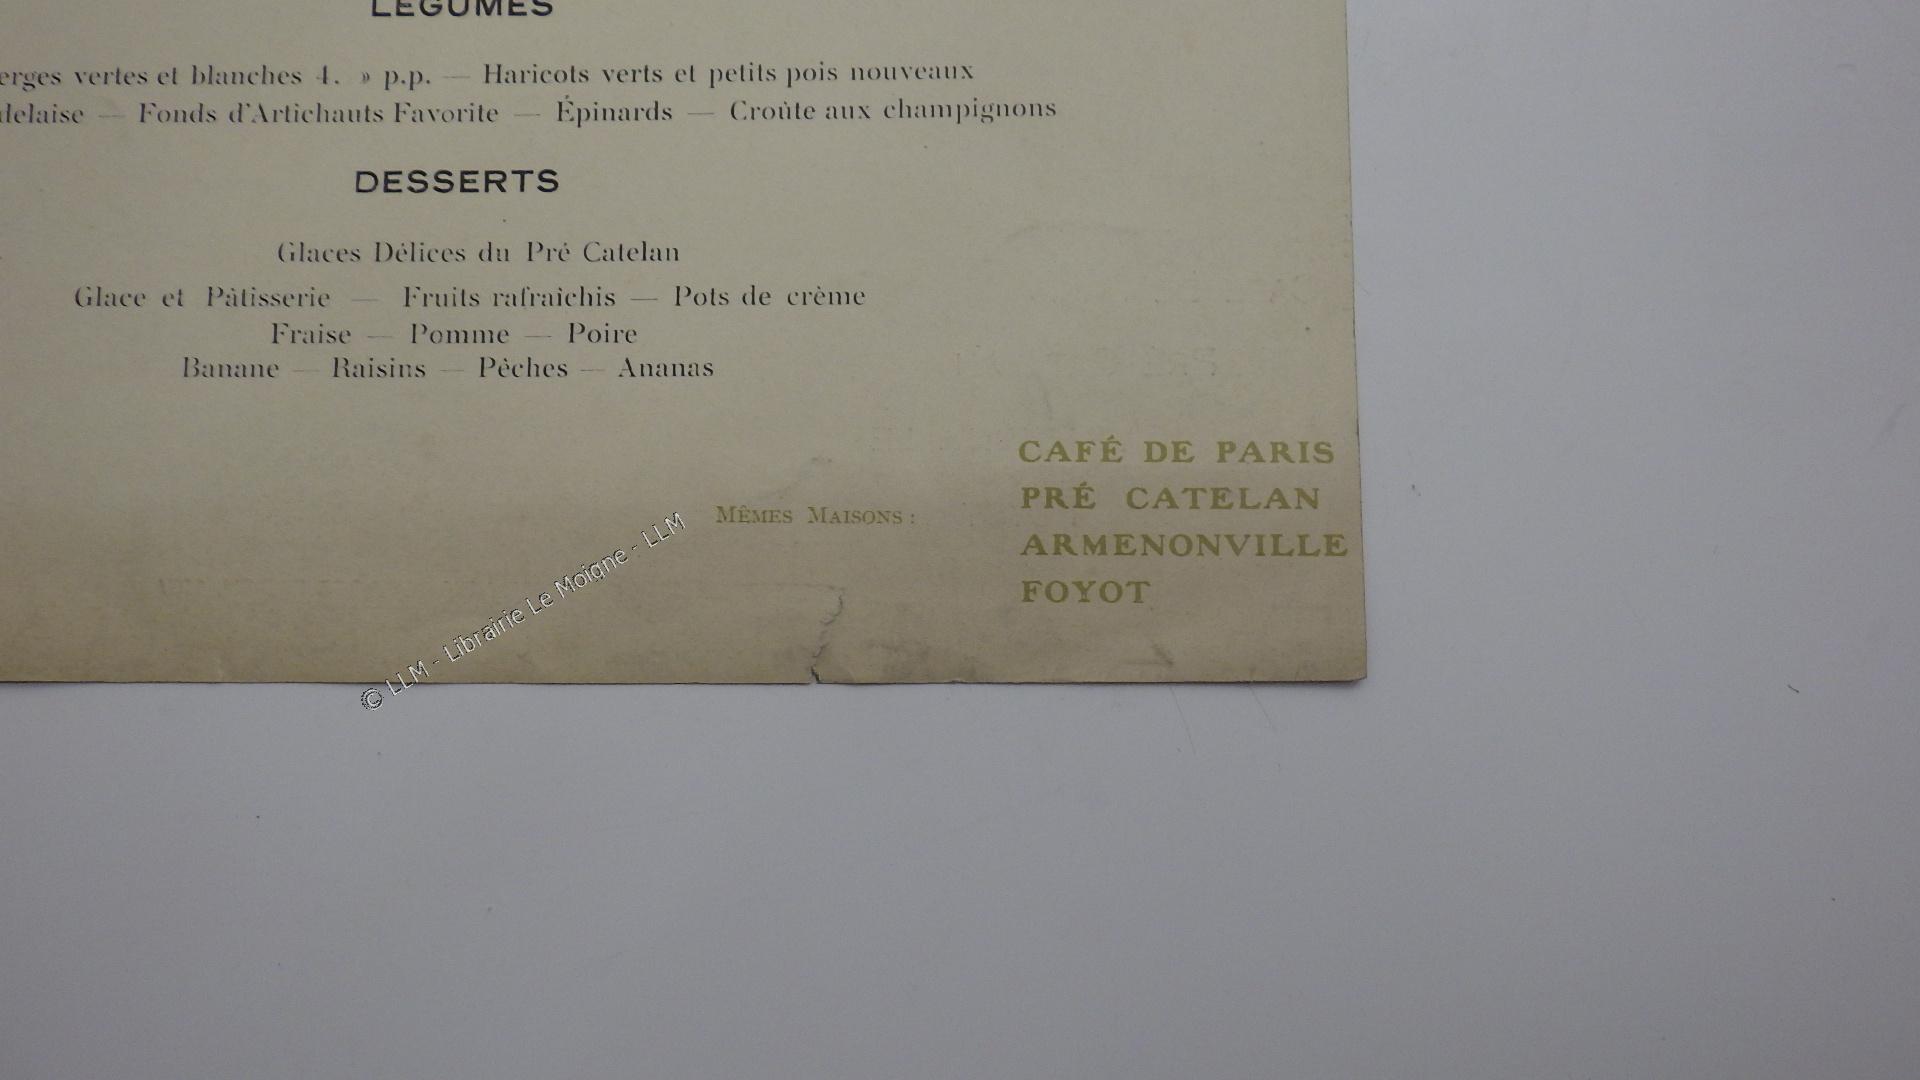 LÉGUMES
erges vertes et blanches 4. » p.p. — Haricots verts et petits pois nouveaux
delaise — Fonds d'Artichauts Favorite — Épinards — Croûte aux champignons
DESSERTS
Glaces Délices du Pré Catelan
Glace et Pâtisserie — Fruits rafraîchis — Pots de crème
Fraise — Pomme — Poire
Banane — Raisins — Pêches — Ananas
MÊMES MAISONS :
CAFÉ DE PARIS
PRÉ CATELAN
ARMENONVILLE
FOYOT
© LLM - Librairie Le Moigne - LLM